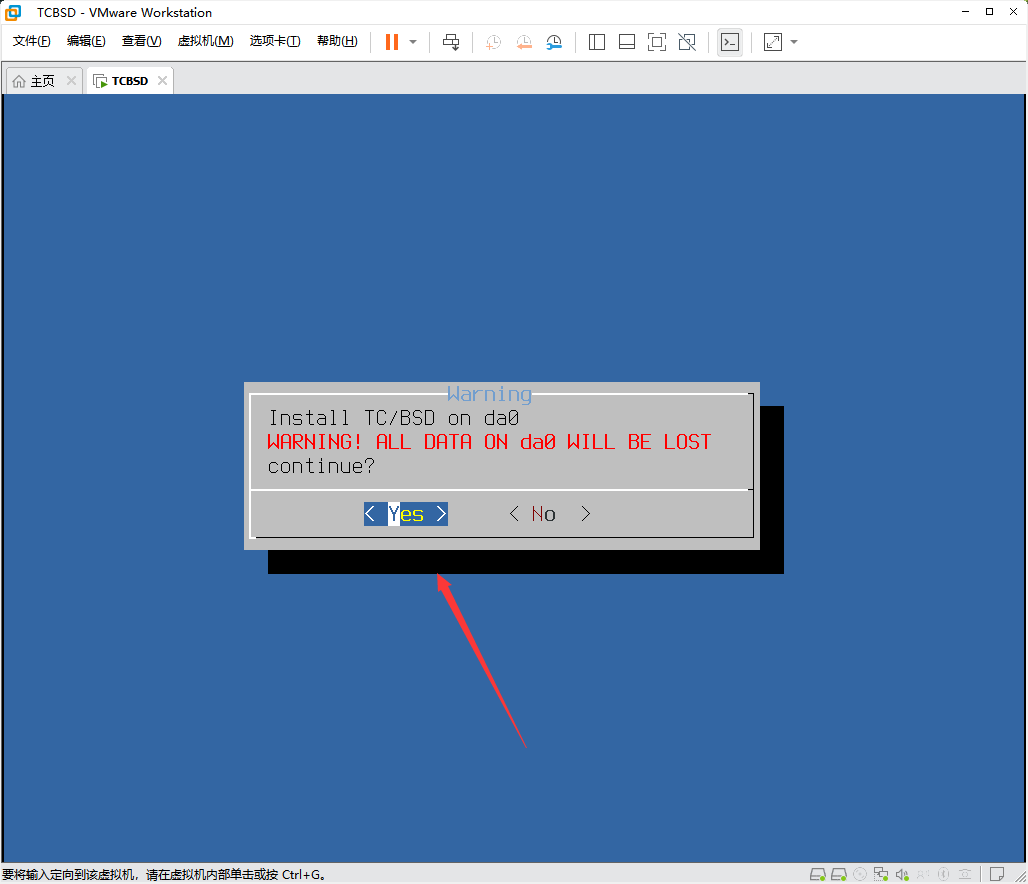 TCBSD - VMware Workstation
文件(F) 编辑(E) 查看(V) 虚拟机(M) 选项卡(T) 帮助(H)
主页 TCBSD
Warning
Install TC/BSD on da0
WARNING! ALL DATA ON da0 WILL BE LOST
continue?
< Yes > < No >
要将输入定向到该虚拟机，请在虚拟机内部单击或按 Ctrl+G。